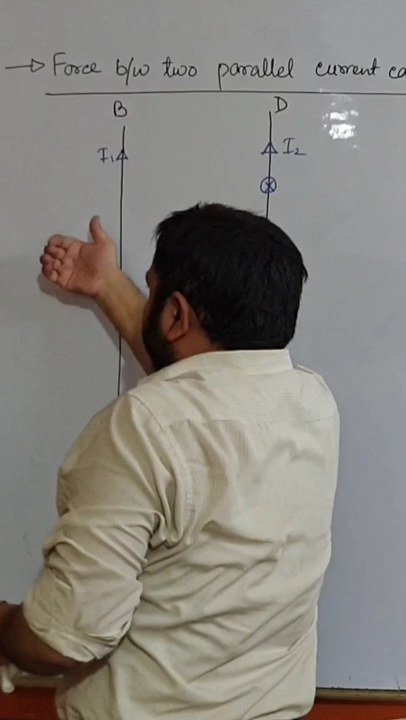 → Force b/w two parallel current ca
B D
I₁ I₂